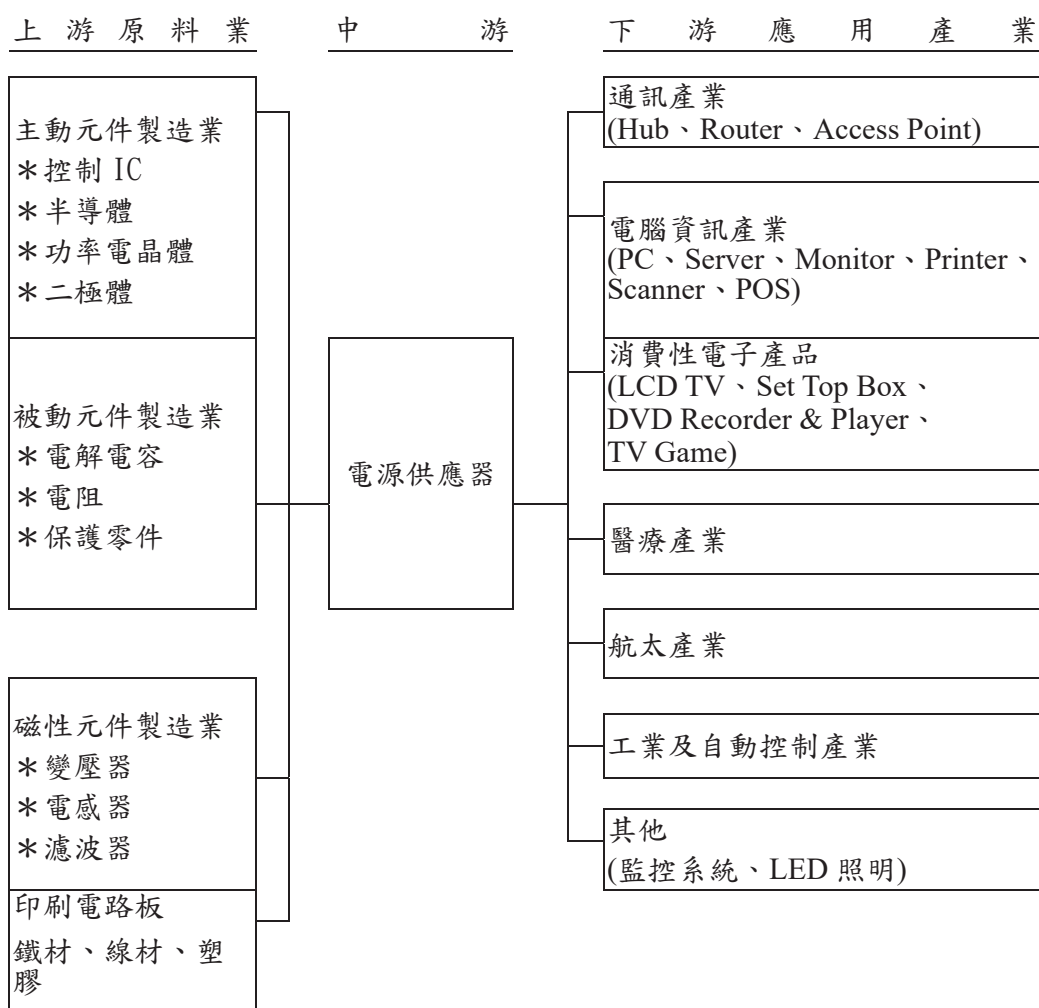 上游原料業
中游
下游應用產業
主動元件製造業
＊控制 IC
＊半導體
＊功率電晶體
＊二極體
被動元件製造業
＊電解電容
＊電阻
＊保護零件
磁性元件製造業
＊變壓器
＊電感器
＊濾波器
印刷電路板
鐵材、線材、塑
膠
電源供應器
通訊產業
(Hub、Router、Access Point)
電腦資訊產業
(PC、Server、Monitor、Printer、
Scanner、POS)
消費性電子產品
(LCD TV、Set Top Box、
DVD Recorder & Player、
TV Game)
醫療產業
航太產業
工業及自動控制產業
其他
(監控系統、LED 照明)